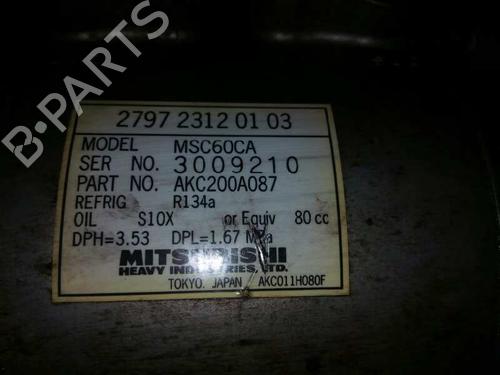 B-PARTS
2797 2312 01 03
MODEL MSC60CA
SER NO. 3009210
PART NO. AKC200A087
REFRIG R134a
OIL S10X or Equiv 80 cc
DPH=3.53 DPL=1.67 MPa
MITSUBISHI
HEAVY INDUSTRIES, LTD.
TOKYO. JAPAN AKC011H080F